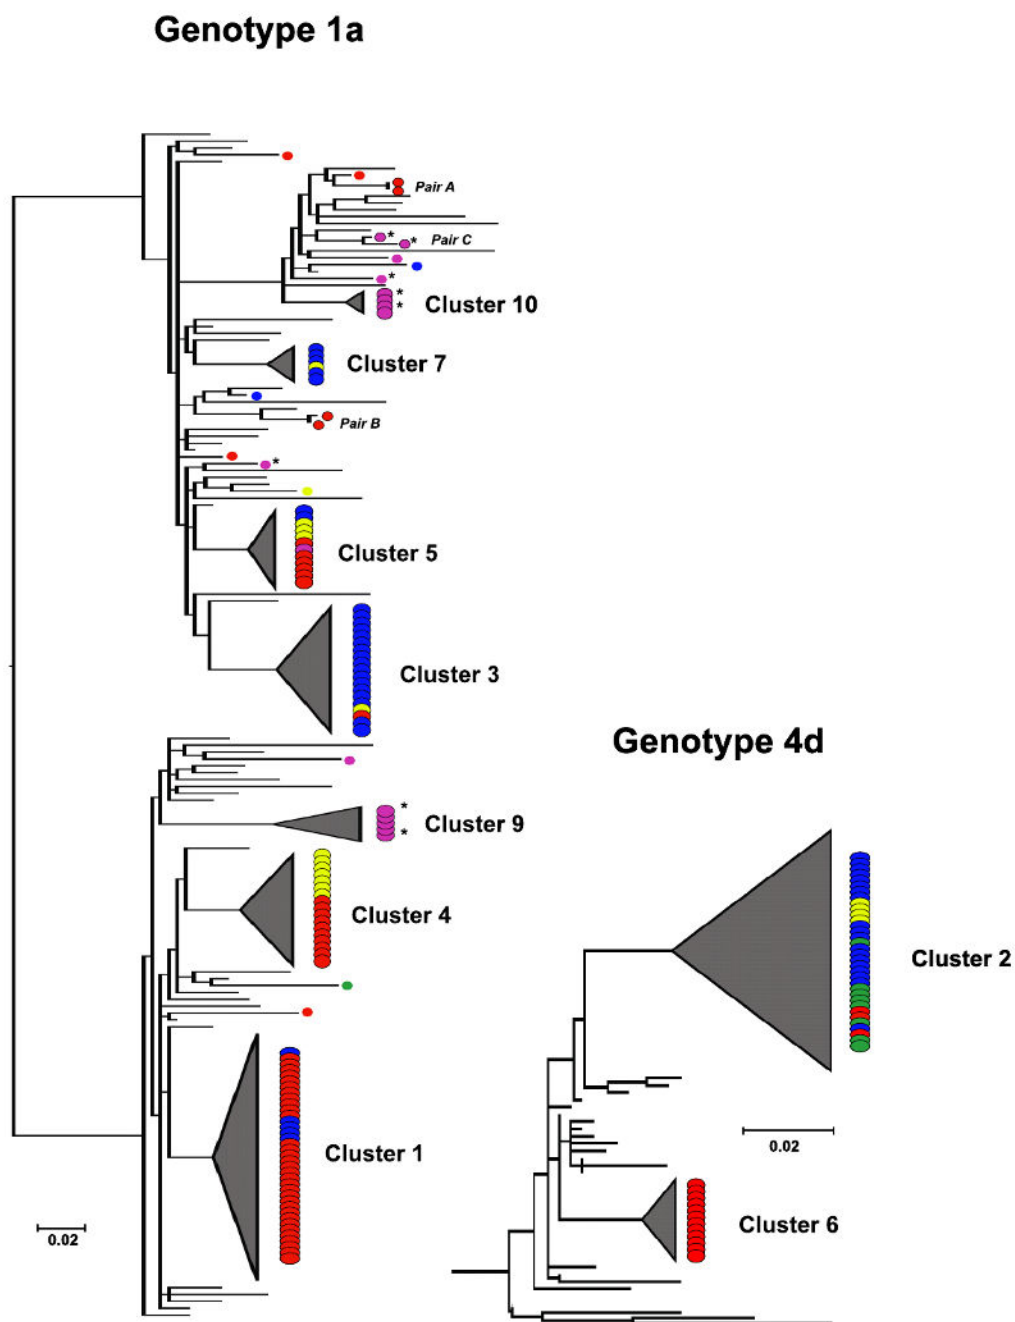 Genotype 1a
Pair A
*
*
Pair C
*
*
*
Cluster 10
Cluster 7
Pair B
*
Cluster 5
Cluster 3
Genotype 4d
*
*
Cluster 9
Cluster 4
Cluster 2
0.02
Cluster 1
0.02
Cluster 6